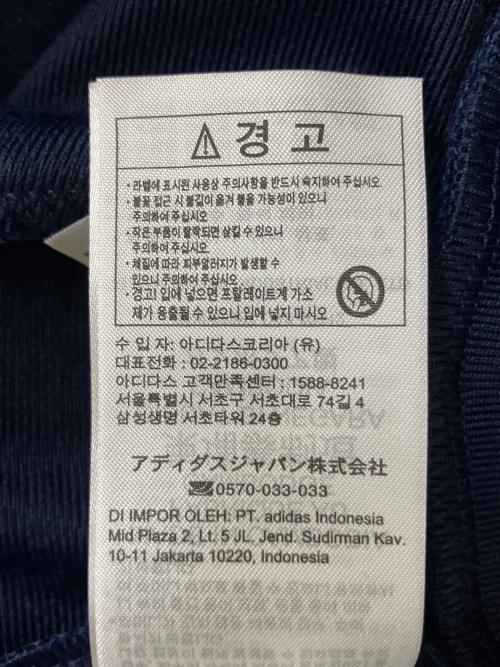 ⚠ 경 고
· 라벨에 표시된 사용상 주의사항을 반드시 숙지하여 주십시오.
· 불꽃 접근 시 불길이 옮겨 붙을 가능성이 있으니
주의하여 주십시오
· 작은 부품이 탈락되면 삼킬 수 있으니
주의하여 주십시오.
· 체질에 따라 피부알러지가 발생할 수
있으니 주의하여 주십시오
· 경고! 입에 넣으면 프탈레이트계 가소
제가 용출될 수 있으니 입에 넣지 마시오
수 입 자: 아디다스코리아 (유)
대표전화 : 02-2186-0300
아디다스 고객만족센터 : 1588-8241
서울특별시 서초구 서초대로 74길 4
삼성생명 서초타워 24층
アディダスジャパン株式会社
0570-033-033
DI IMPOR OLEH: PT. adidas Indonesia
Mid Plaza 2, Lt. 5 JL. Jend. Sudirman Kav.
10-11 Jakarta 10220, Indonesia